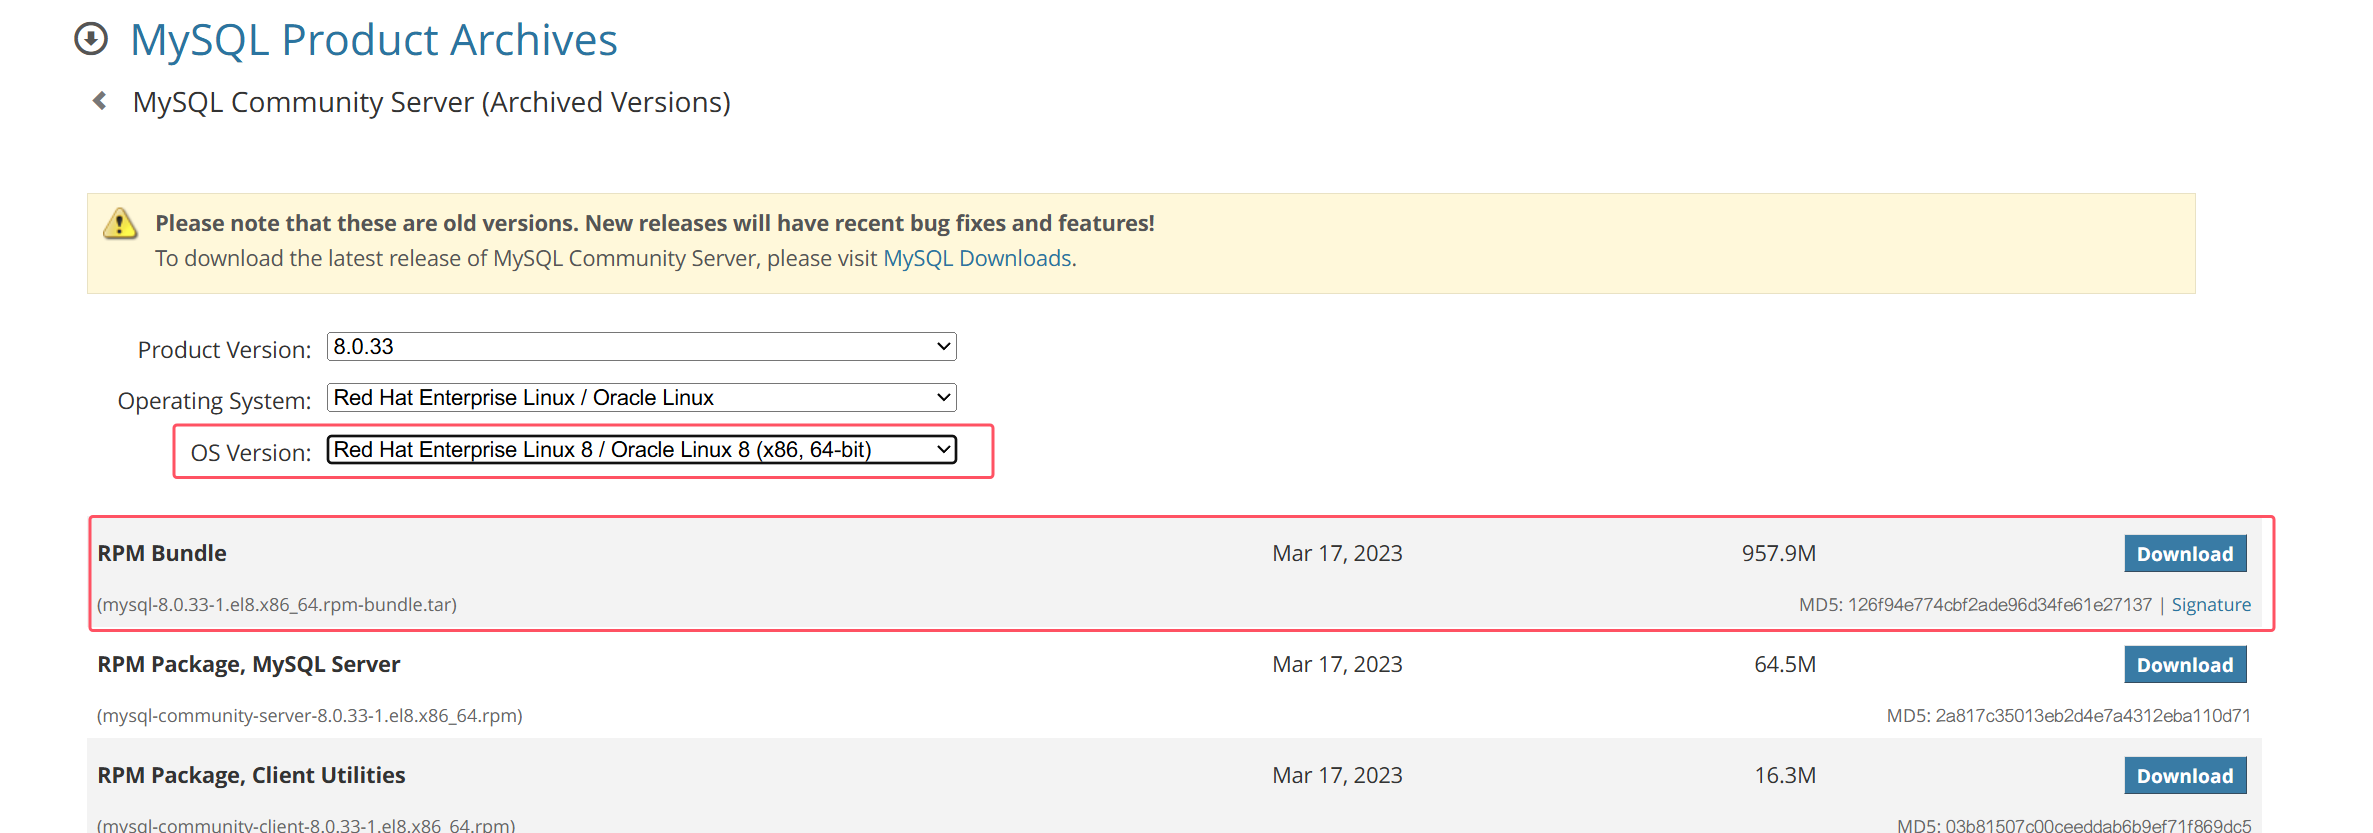 MySQL Product Archives
MySQL Community Server (Archived Versions)
Please note that these are old versions. New releases will have recent bug fixes and features!
To download the latest release of MySQL Community Server, please visit MySQL Downloads.
Product Version: 8.0.33
Operating System: Red Hat Enterprise Linux / Oracle Linux
OS Version: Red Hat Enterprise Linux 8 / Oracle Linux 8 (x86, 64-bit)
RPM Bundle Mar 17, 2023 957.9M Download
(mysql-8.0.33-1.el8.x86_64.rpm-bundle.tar) MD5: 126f94e774cbf2ade96d34fe61e27137 | Signature
RPM Package, MySQL Server Mar 17, 2023 64.5M Download
(mysql-community-server-8.0.33-1.el8.x86_64.rpm) MD5: 2a817c35013eb2d4e7a4312eba110d71
RPM Package, Client Utilities Mar 17, 2023 16.3M Download
(mysql-community-client-8.0.33-1.el8.x86_64.rpm) MD5: 03b81507c00ceeddab6b9ef71f869dc5